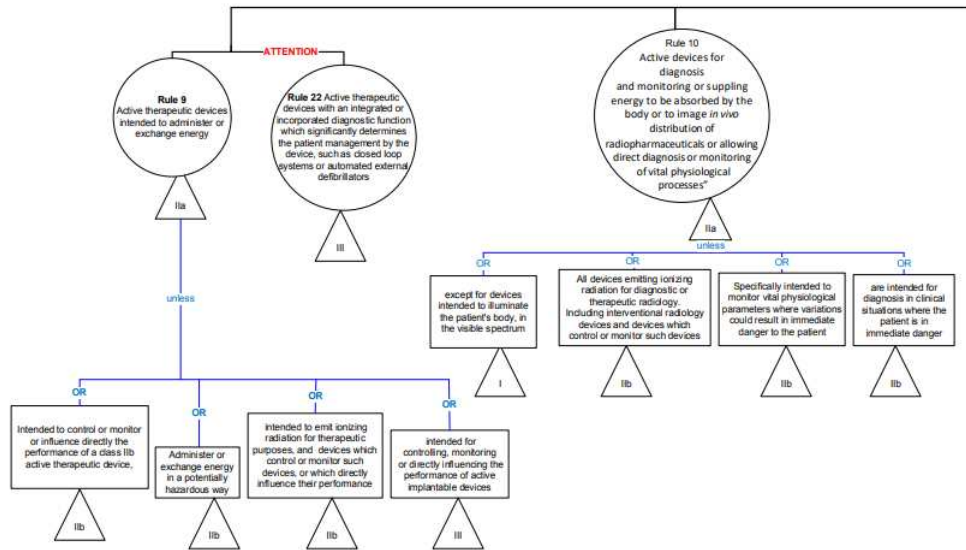 ATTENTION
Rule 9
Active therapeutic devices
intended to administer or
exchange energy
IIa
Rule 22 Active therapeutic
devices with an integrated or
incorporated diagnostic function
which significantly determines
the patient management by the
device, such as closed loop
systems or automated external
defibrillators
III
Rule 10
Active devices for
diagnosis
and monitoring or suppling
energy to be absorbed by the
body or to image in vivo
distribution of
radiopharmaceuticals or allowing
direct diagnosis or monitoring
of vital physiological
processes"
IIa
unless
OR
OR
OR
OR
except for devices
intended to illuminate
the patient's body, in
the visible spectrum
I
All devices emitting ionizing
radiation for diagnostic or
therapeutic radiology.
Including interventional radiology
devices and devices which
control or monitor such devices
IIb
Specifically intended to
monitor vital physiological
parameters where variations
could result in immediate
danger to the patient
IIb
are intended for
diagnosis in clinical
situations where the
patient is in
immediate danger
IIb
unless
OR
OR
OR
OR
Intended to control or monitor
or influence directly the
performance of a class IIb
active therapeutic device,
IIb
Administer or
exchange energy
in a potentially
hazardous way
IIb
intended to emit ionizing
radiation for therapeutic
purposes, and devices which
control or monitor such
devices, or which directly
influence their performance
IIb
intended for
controlling, monitoring
or directly influencing the
performance of active
implantable devices
III